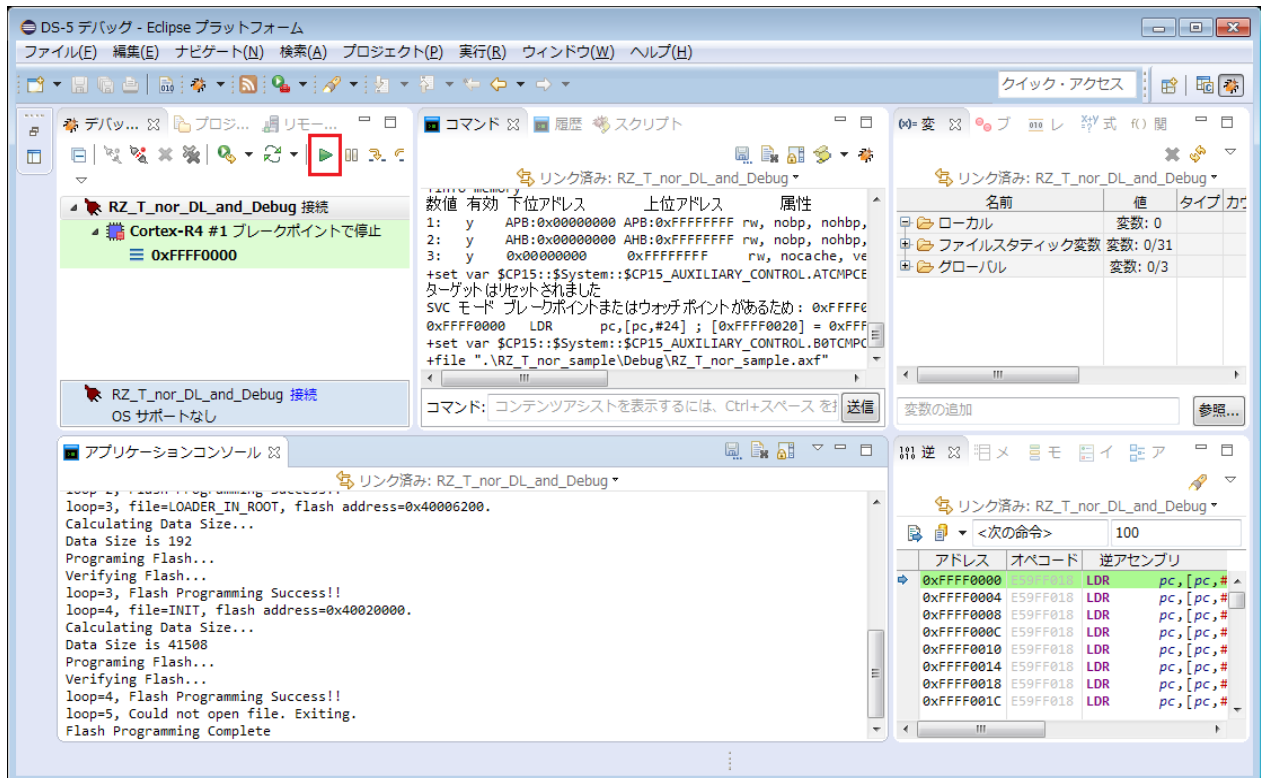 DS-5 デバッグ - Eclipse プラットフォーム
ファイル(F) 編集(E) ナビゲート(N) 検索(A) プロジェクト(P) 実行(R) ウィンドウ(W) ヘルプ(H)
クイック・アクセス
デバッ... プロジ... リモー...
RZ_T_nor_DL_and_Debug 接続
Cortex-R4 #1 ブレークポイントで停止
0xFFFF0000
RZ_T_nor_DL_and_Debug 接続
OS サポートなし
コマンド 履歴 スクリプト
リンク済み: RZ_T_nor_DL_and_Debug
+info memory
数値 有効 下位アドレス 上位アドレス 属性
1: y APB:0x00000000 APB:0xFFFFFFFF rw, nobp, nohbp,
2: y AHB:0x00000000 AHB:0xFFFFFFFF rw, nobp, nohbp,
3: y 0x00000000 0xFFFFFFFF rw, nocache, ve
+set var $CP15::$System::$CP15_AUXILIARY_CONTROL.ATCMPCE
ターゲット はリセット されました
SVC モード ブレークポイントまたはウォッチ ポイント があるため: 0xFFFF0
0xFFFF0000 LDR pc,[pc,#24] ; [0xFFFF0020] = 0xFFF
+set var $CP15::$System::$CP15_AUXILIARY_CONTROL.B0TCMPC
+file ".\RZ_T_nor_sample\Debug\RZ_T_nor_sample.axf"
コマンド: コンテンツアシストを表示するには、Ctrl+スペース を 送信
(x)= 変 ブ レ 式 f() 関
リンク済み: RZ_T_nor_DL_and_Debug
名前 値 タイプ カウ
ローカル 変数: 0
ファイルスタティック変数 変数: 0/31
グローバル 変数: 0/3
変数の追加 参照...
アプリケーションコンソール
リンク済み: RZ_T_nor_DL_and_Debug
loop=2, Flash Programming Success!!
loop=3, file=LOADER_IN_ROOT, flash address=0x40006200.
Calculating Data Size...
Data Size is 192
Programing Flash...
Verifying Flash...
loop=3, Flash Programming Success!!
loop=4, file=INIT, flash address=0x40020000.
Calculating Data Size...
Data Size is 41508
Programing Flash...
Verifying Flash...
loop=4, Flash Programming Success!!
loop=5, Could not open file. Exiting.
Flash Programming Complete
逆 メ モ イ ア
リンク済み: RZ_T_nor_DL_and_Debug
<次の命令> 100
アドレス オペコード 逆アセンブリ
0xFFFF0000 E59FF018 LDR pc,[pc,#
0xFFFF0004 E59FF018 LDR pc,[pc,#
0xFFFF0008 E59FF018 LDR pc,[pc,#
0xFFFF000C E59FF018 LDR pc,[pc,#
0xFFFF0010 E59FF018 LDR pc,[pc,#
0xFFFF0014 E59FF018 LDR pc,[pc,#
0xFFFF0018 E59FF018 LDR pc,[pc,#
0xFFFF001C E59FF018 LDR pc,[pc,#